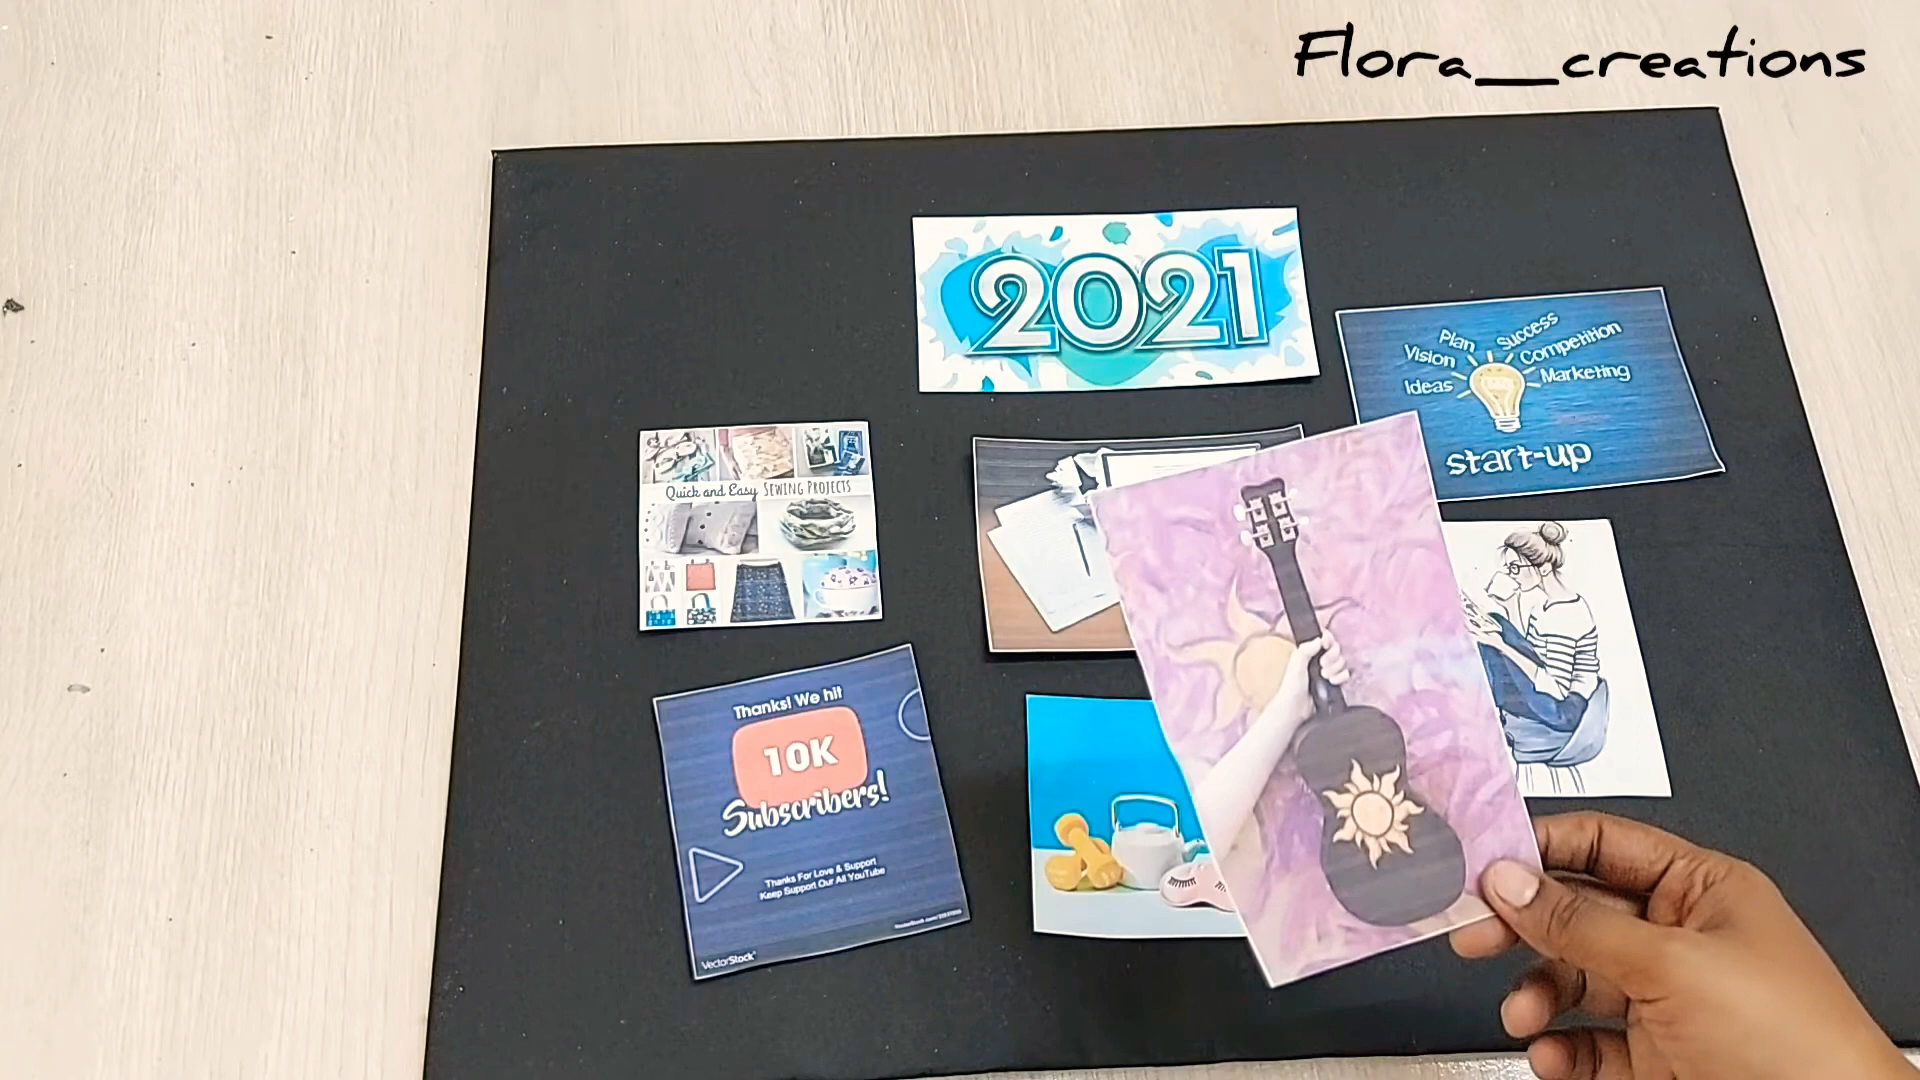 Flora__creations
2021
Plan
Success
Vision
Competition
Ideas
Marketing
start-up
Quick and Easy SEWING PROJECTS
Thanks! We hit
10K
Subscribers!
Thanks For Love & Support
Keep Support Our All YouTube
VectorStock